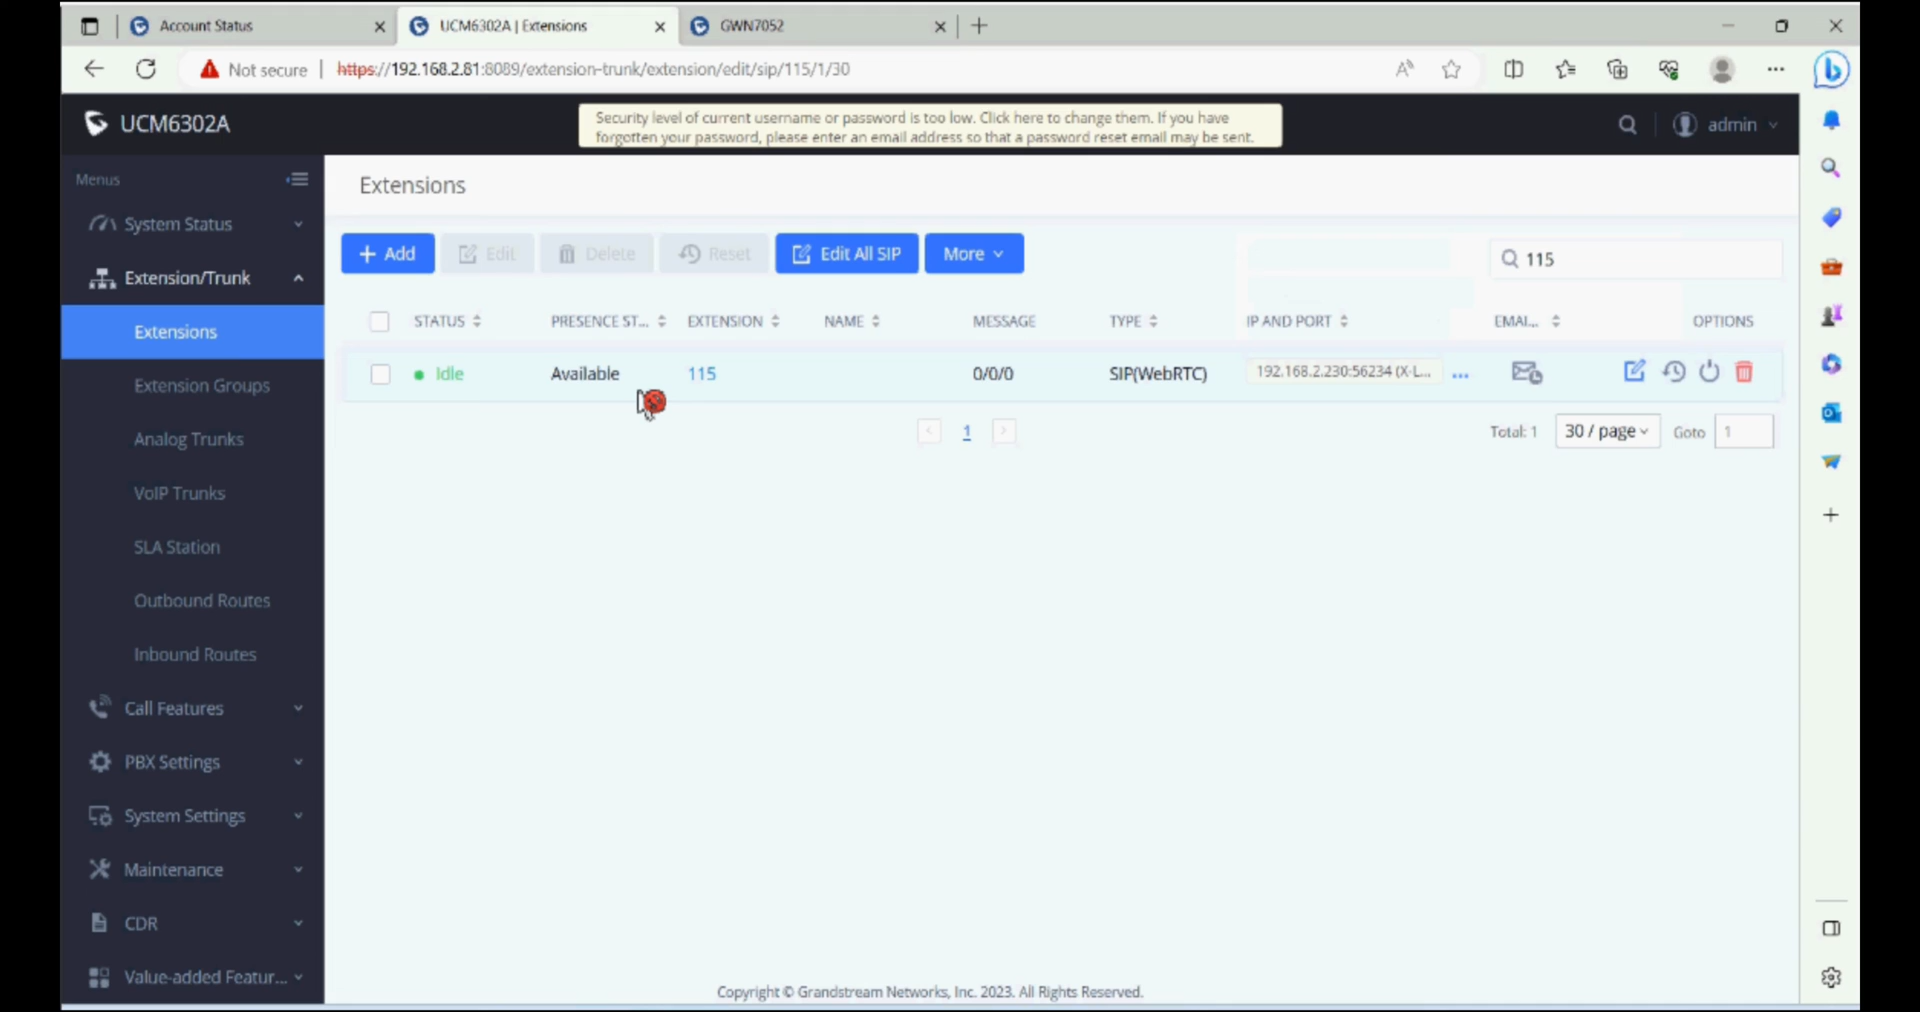 Account Status
UCM6302A | Extensions
GWN7052
Not secure
https://192.168.2.81:8089/extension-trunk/extension/edit/sip/115/1/30
UCM6302A
Security level of current username or password is too low. Click here to change them. If you have
forgotten your password, please enter an email address so that a password reset email may be sent.
admin
Menus
System Status
Extension/Trunk
Extensions
Extension Groups
Analog Trunks
VoIP Trunks
SLA Station
Outbound Routes
Inbound Routes
Call Features
PBX Settings
System Settings
Maintenance
CDR
Value-added Featur...
Extensions
+ Add
Edit
Delete
Reset
Edit All SIP
More
115
STATUS PRESENCE ST... EXTENSION NAME MESSAGE TYPE IP AND PORT EMAI... OPTIONS
Idle Available 115 0/0/0 SIP(WebRTC) 192.168.2.230:56234 (X-L... ...
< 1 >
Total: 1 30 / page Goto 1
Copyright © Grandstream Networks, Inc. 2023. All Rights Reserved.